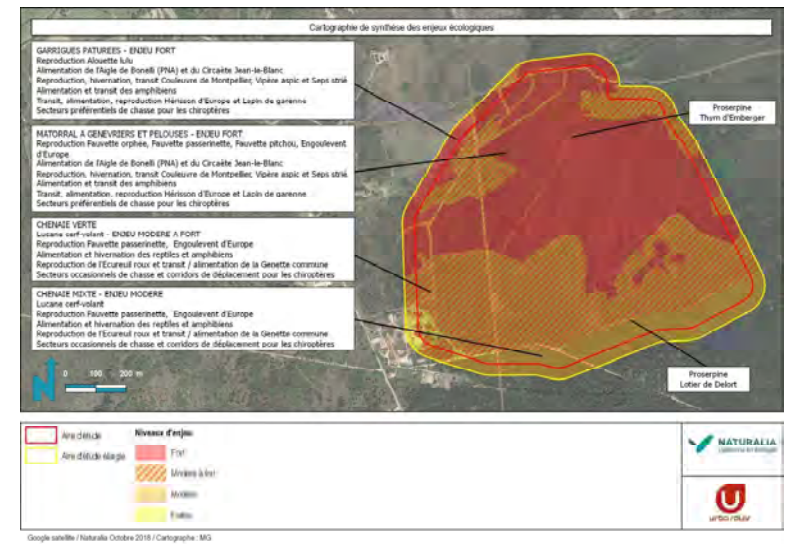 Cartographie de synthèse des enjeux écologiques
GARRIGUES PATUREES - ENJEU FORT
Reproduction Alouette lulu
Alimentation de l'Aigle de Bonelli (PNA) et du Circaète Jean-le-Blanc
Reproduction, hivernation, transit Couleuvre de Montpellier, Vipère aspic et Seps strié
Alimentation et transit des amphibiens
Transit, alimentation, reproduction Hérisson d'Europe et Lapin de garenne
Secteurs préférentiels de chasse pour les chiroptères
MATORRAL A GENEVRIERS ET PELOUSES - ENJEU FORT
Reproduction Fauvette orphée, Fauvette passerinette, Fauvette pitchou, Engoulevent
d'Europe
Alimentation de l'Aigle de Bonelli (PNA) et du Circaète Jean-le-Blanc
Reproduction, hivernation, transit Couleuvre de Montpellier, Vipère aspic et Seps strié
Alimentation et transit des amphibiens
Transit, alimentation, reproduction Hérisson d'Europe et Lapin de garenne
Secteurs préférentiels de chasse pour les chiroptères
CHENAIE VERTE
Lucane cerf-volant - ENJEU MODERE A FORT
Reproduction Fauvette passerinette, Engoulevent d'Europe
Alimentation et hivernation des reptiles et amphibiens
Reproduction de l'Ecureuil roux et transit / alimentation de la Genette commune
Secteurs occasionnels de chasse et corridors de déplacement pour les chiroptères
CHENAIE MIXTE - ENJEU MODERE
Lucane cerf-volant
Reproduction Fauvette passerinette, Engoulevent d'Europe
Alimentation et hivernation des reptiles et amphibiens
Reproduction de l'Ecureuil roux et transit / alimentation de la Genette commune
Secteurs occasionnels de chasse et corridors de déplacement pour les chiroptères
Proserpine
Thym d'Emberger
Proserpine
Lotier de Delort
N
0 100 200 m
Aire d'étude
Aire d'étude élargie
Niveaux d'enjeu
Fort
Modéré à fort
Modéré
Faible
NATURALIA
urba
Google satellite / Naturalia Octobre 2018 / Cartographe : MG